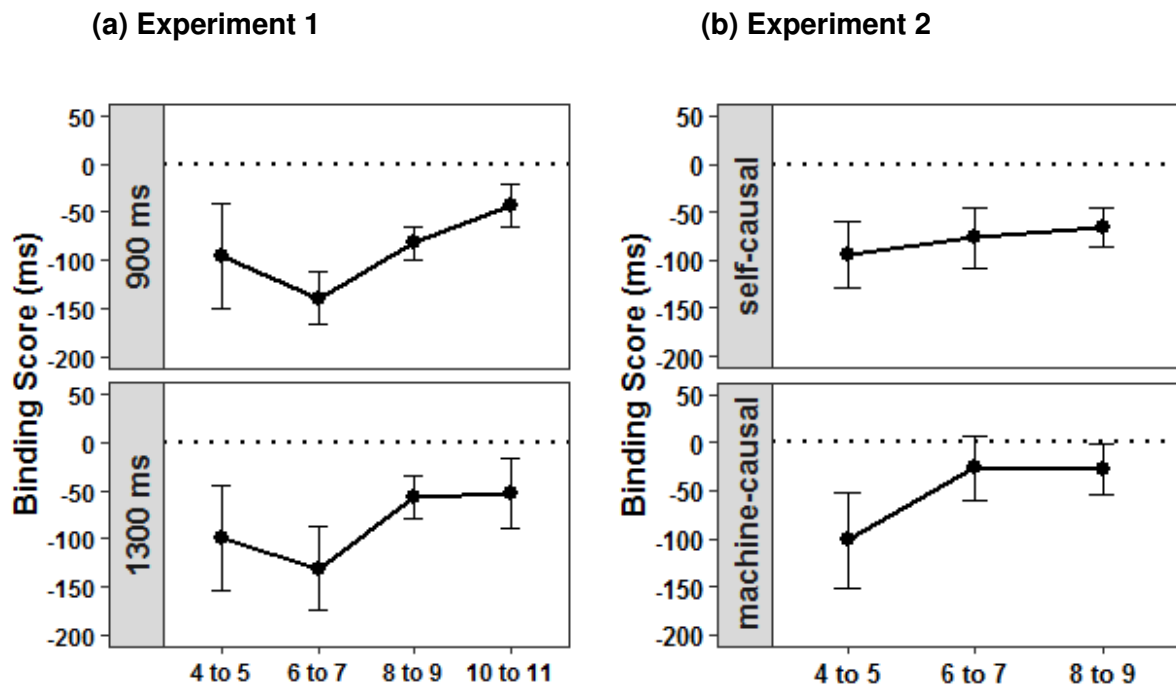 (a) Experiment 1
Binding Score (ms)
900 ms
50
0
-50
-100
-150
-200
1300 ms
50
0
-50
-100
-150
-200
4 to 5 6 to 7 8 to 9 10 to 11
(b) Experiment 2
Binding Score (ms)
self-causal
50
0
-50
-100
-150
-200
machine-causal
50
0
-50
-100
-150
-200
4 to 5 6 to 7 8 to 9